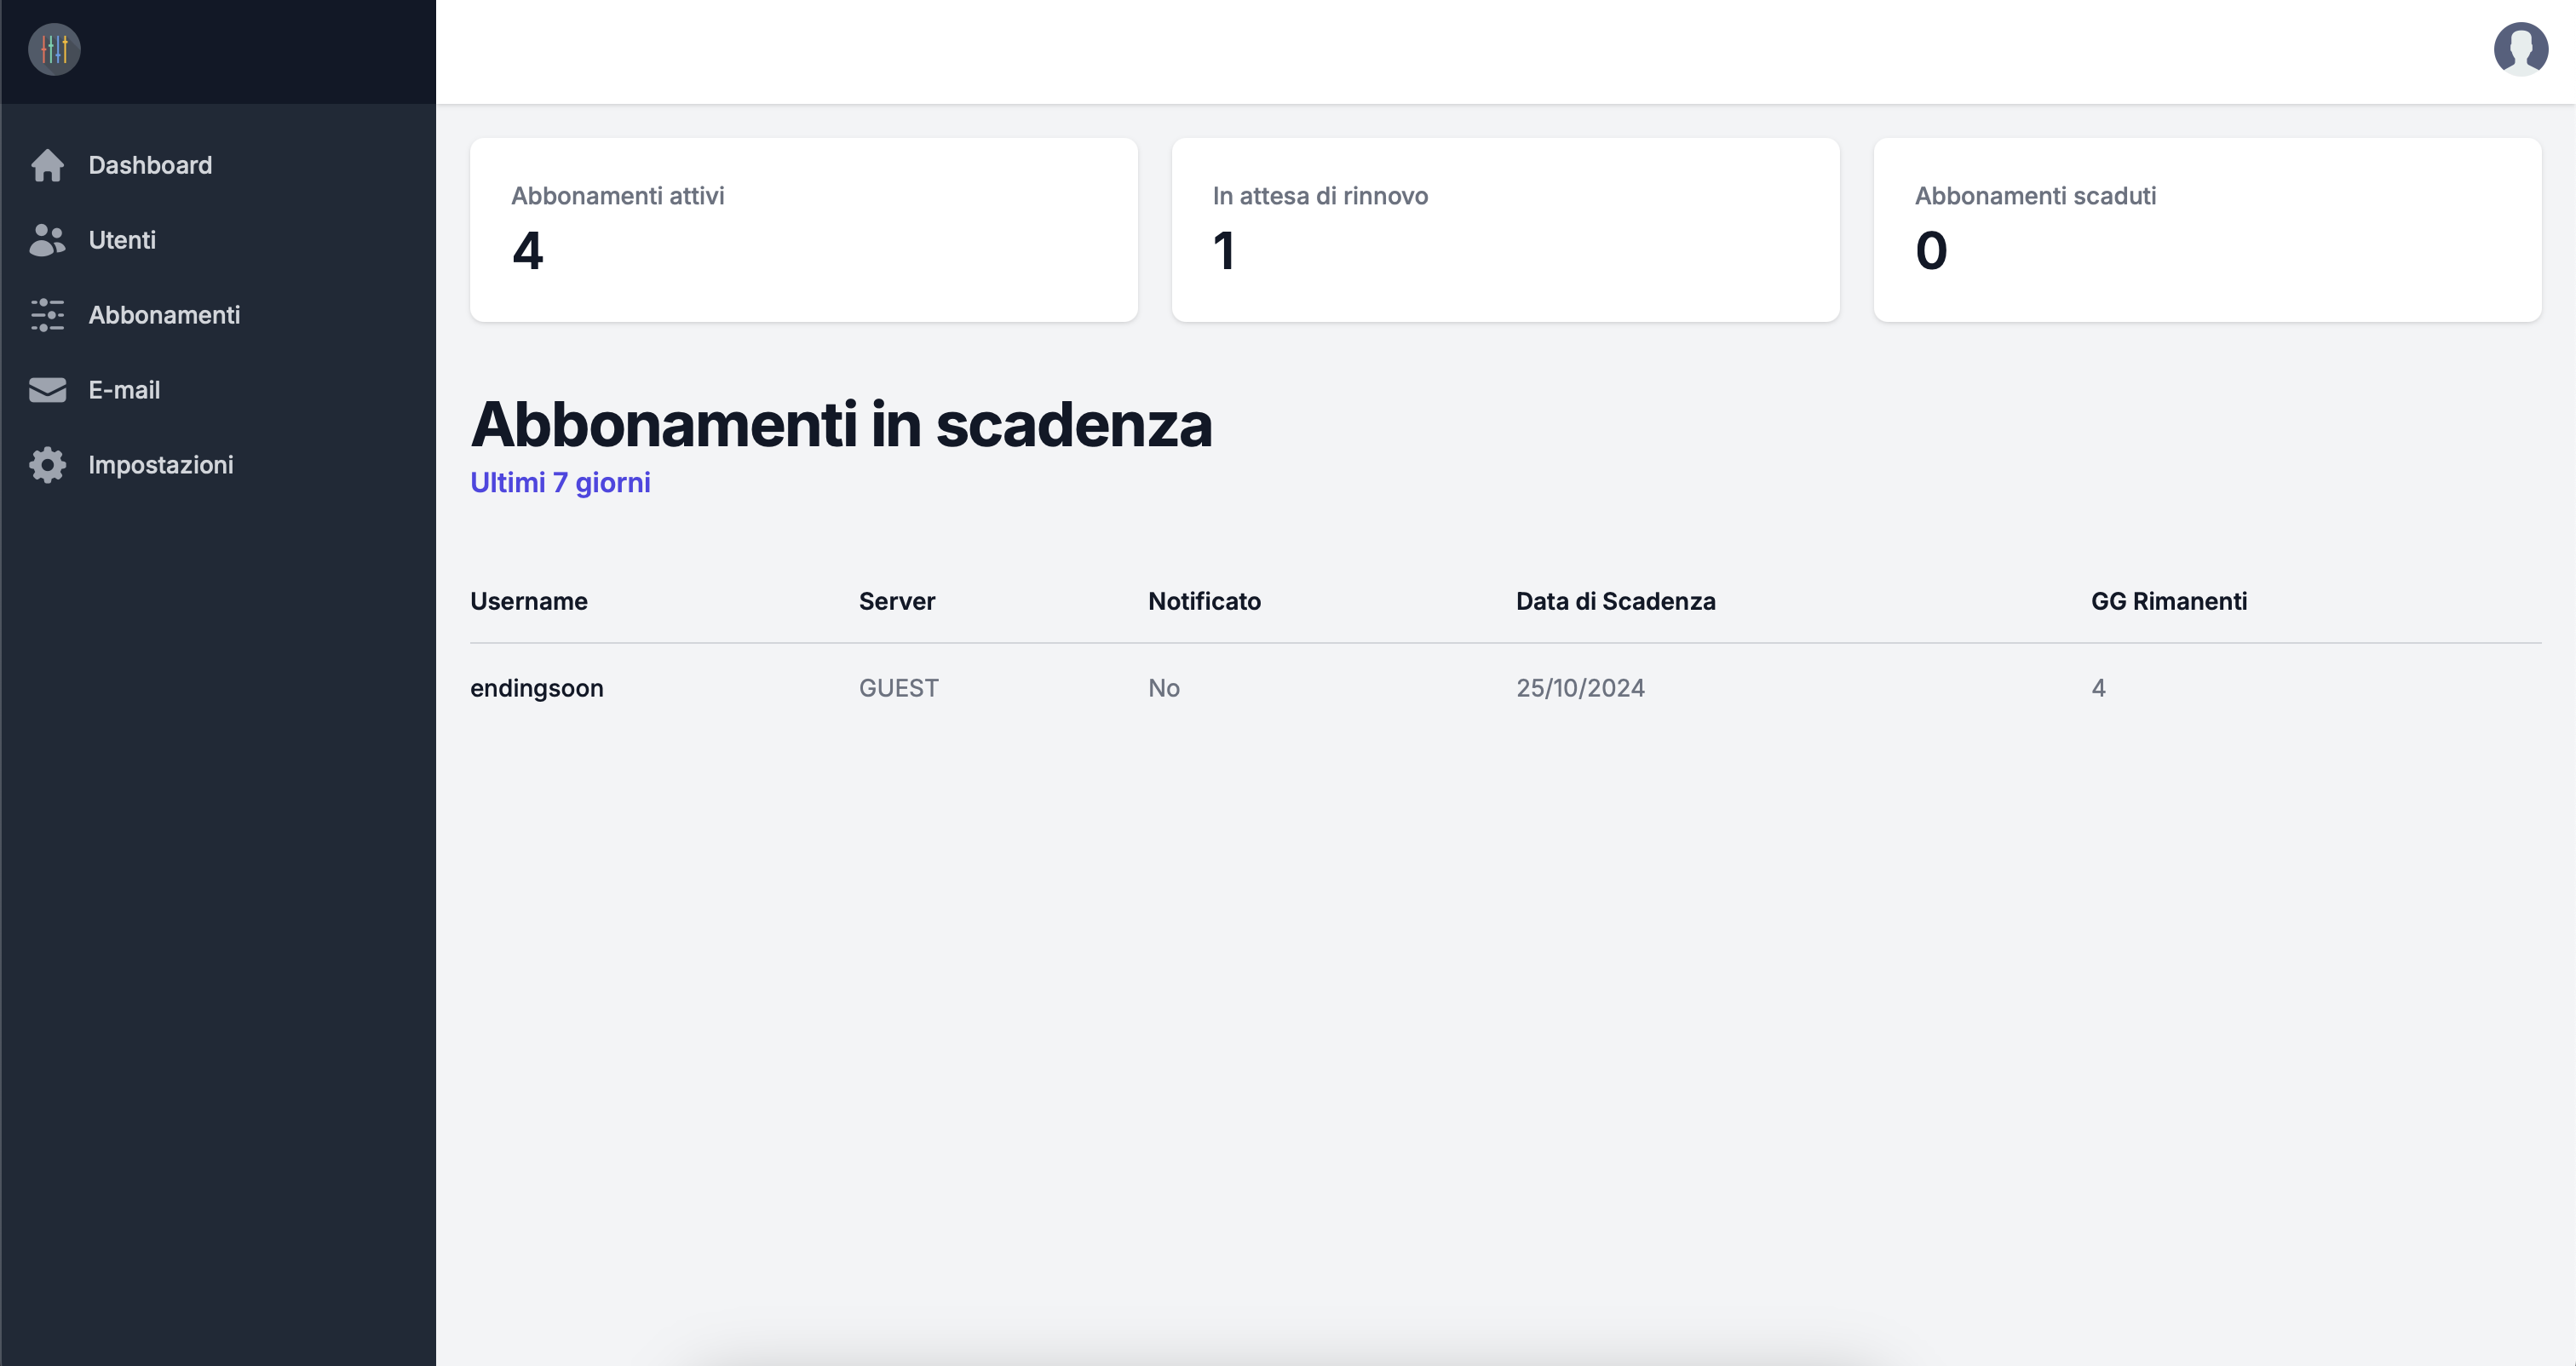 Dashboard
Utenti
Abbonamenti
E-mail
Impostazioni
Abbonamenti attivi
4
In attesa di rinnovo
1
Abbonamenti scaduti
0
Abbonamenti in scadenza
Ultimi 7 giorni
Username Server Notificato Data di Scadenza GG Rimanenti
endingsoon GUEST No 25/10/2024 4